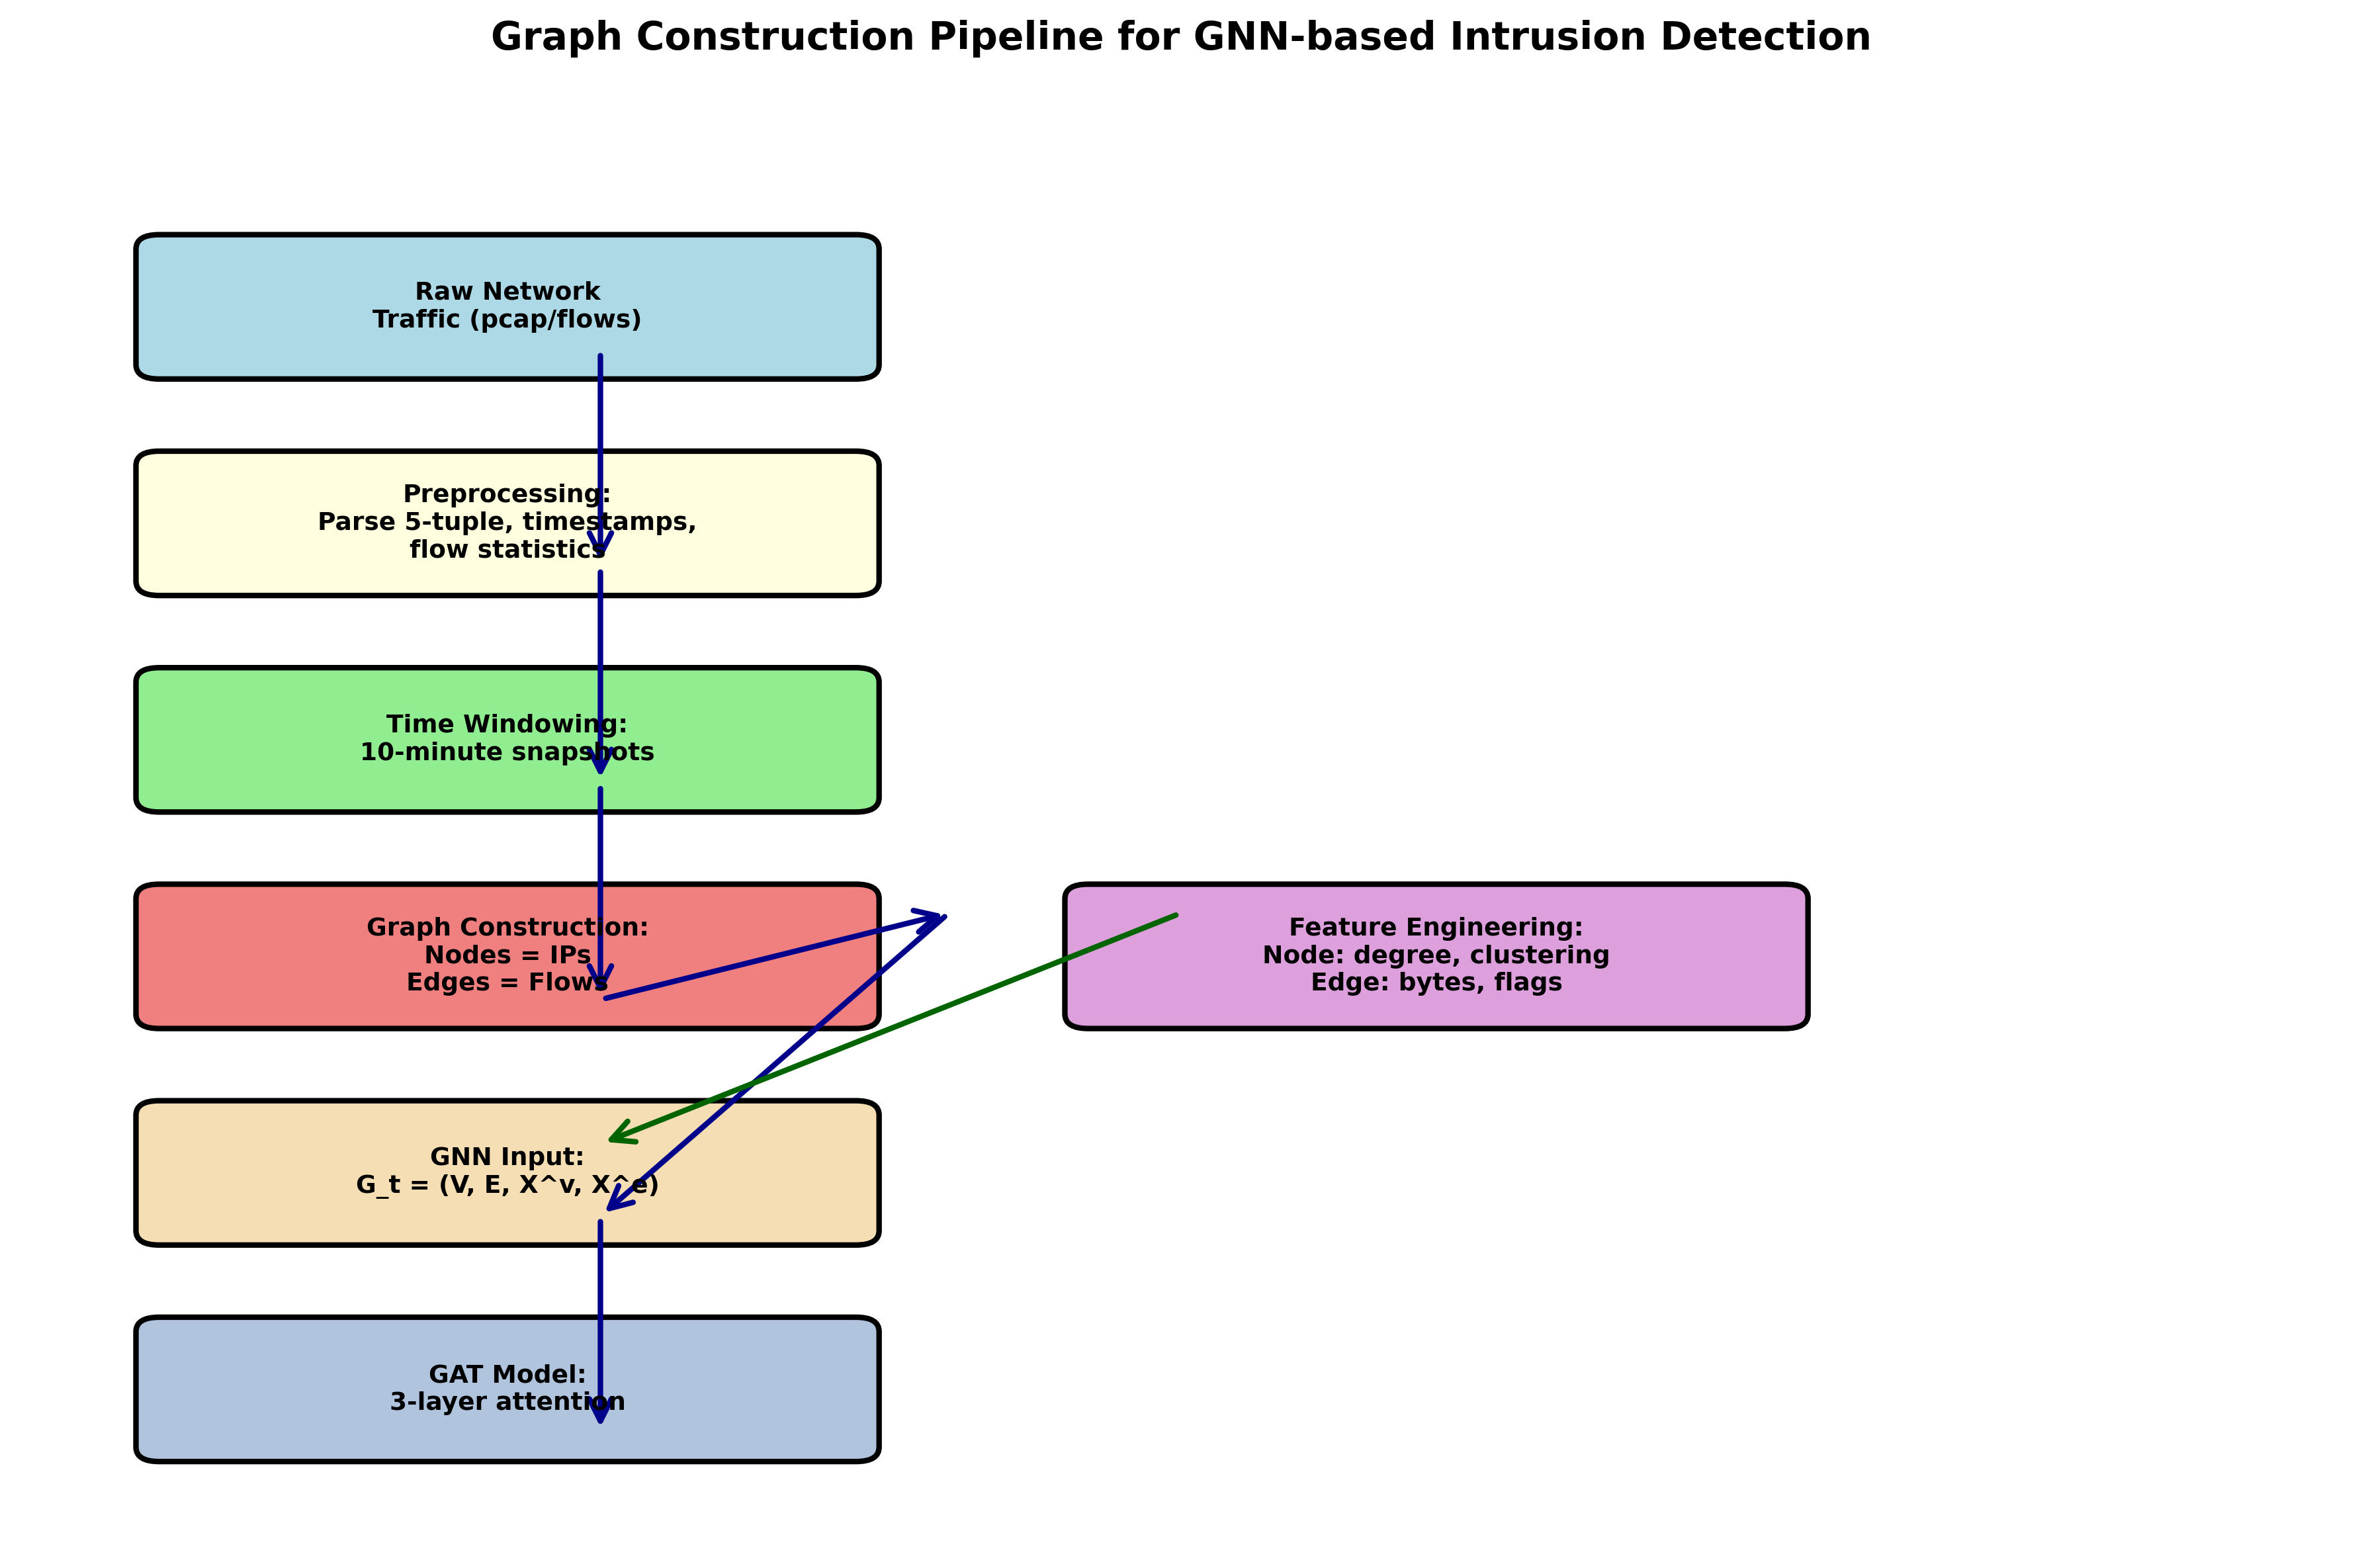 Graph Construction Pipeline for GNN-based Intrusion Detection
Raw Network
Traffic (pcap/flows)
Preprocessing:
Parse 5-tuple, timestamps,
flow statistics
Time Windowing:
10-minute snapshots
Graph Construction:
Nodes = IPs
Edges = Flows
Feature Engineering:
Node: degree, clustering
Edge: bytes, flags
GNN Input:
G_t = (V, E, X^v, X^e)
GAT Model:
3-layer attention